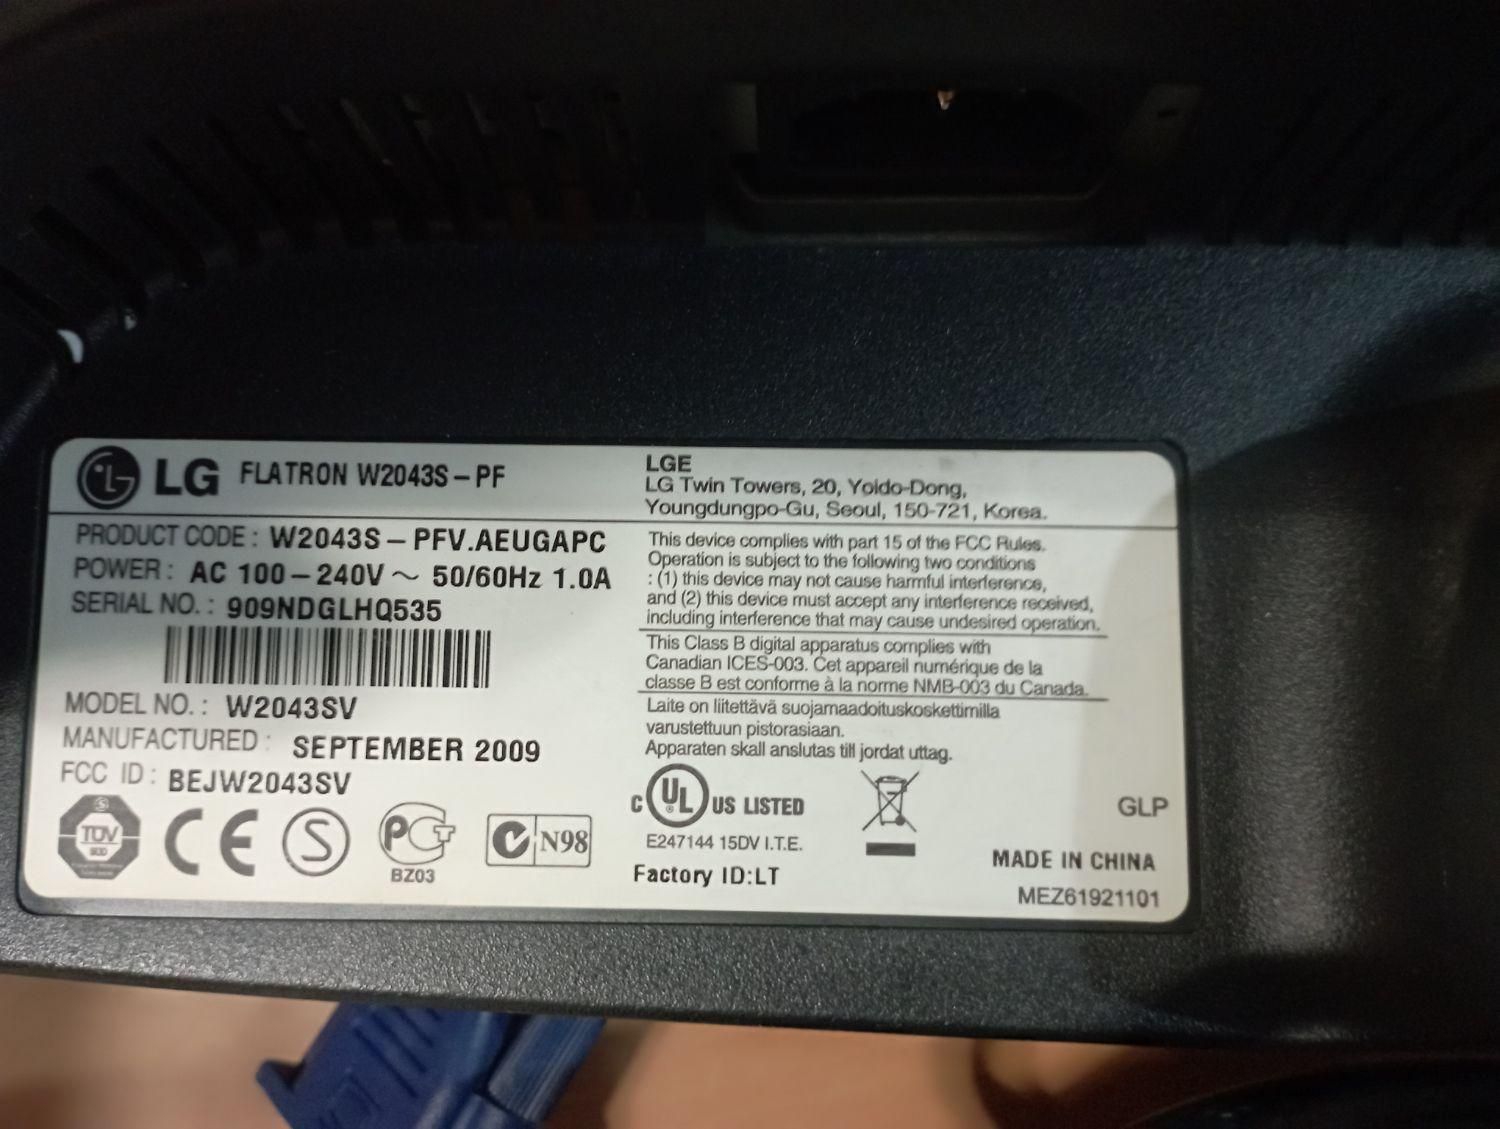 LG FLATRON W2043S-PF
PRODUCT CODE : W2043S-PFV.AEUGAPC
POWER : AC 100-240V ~ 50/60Hz 1.0A
SERIAL NO. : 909NDGLHQ535
MODEL NO. : W2043SV
MANUFACTURED : SEPTEMBER 2009
FCC ID : BEJW2043SV
TÜV
CE
S
PCT
BZ03
N98
LGE
LG Twin Towers, 20, Yoido-Dong,
Youngdungpo-Gu, Seoul, 150-721, Korea.
This device complies with part 15 of the FCC Rules.
Operation is subject to the following two conditions
: (1) this device may not cause harmful interference,
and (2) this device must accept any interference received,
including interference that may cause undesired operation.
This Class B digital apparatus complies with
Canadian ICES-003. Cet appareil numérique de la
classe B est conforme à la norme NMB-003 du Canada.
Laite on liitettävä suojamaadoituskoskettimilla
varustettuun pistorasiaan.
Apparaten skall anslutas till jordat uttag.
C UL US LISTED
E247144 15DV I.T.E.
Factory ID:LT
GLP
MADE IN CHINA
MEZ61921101